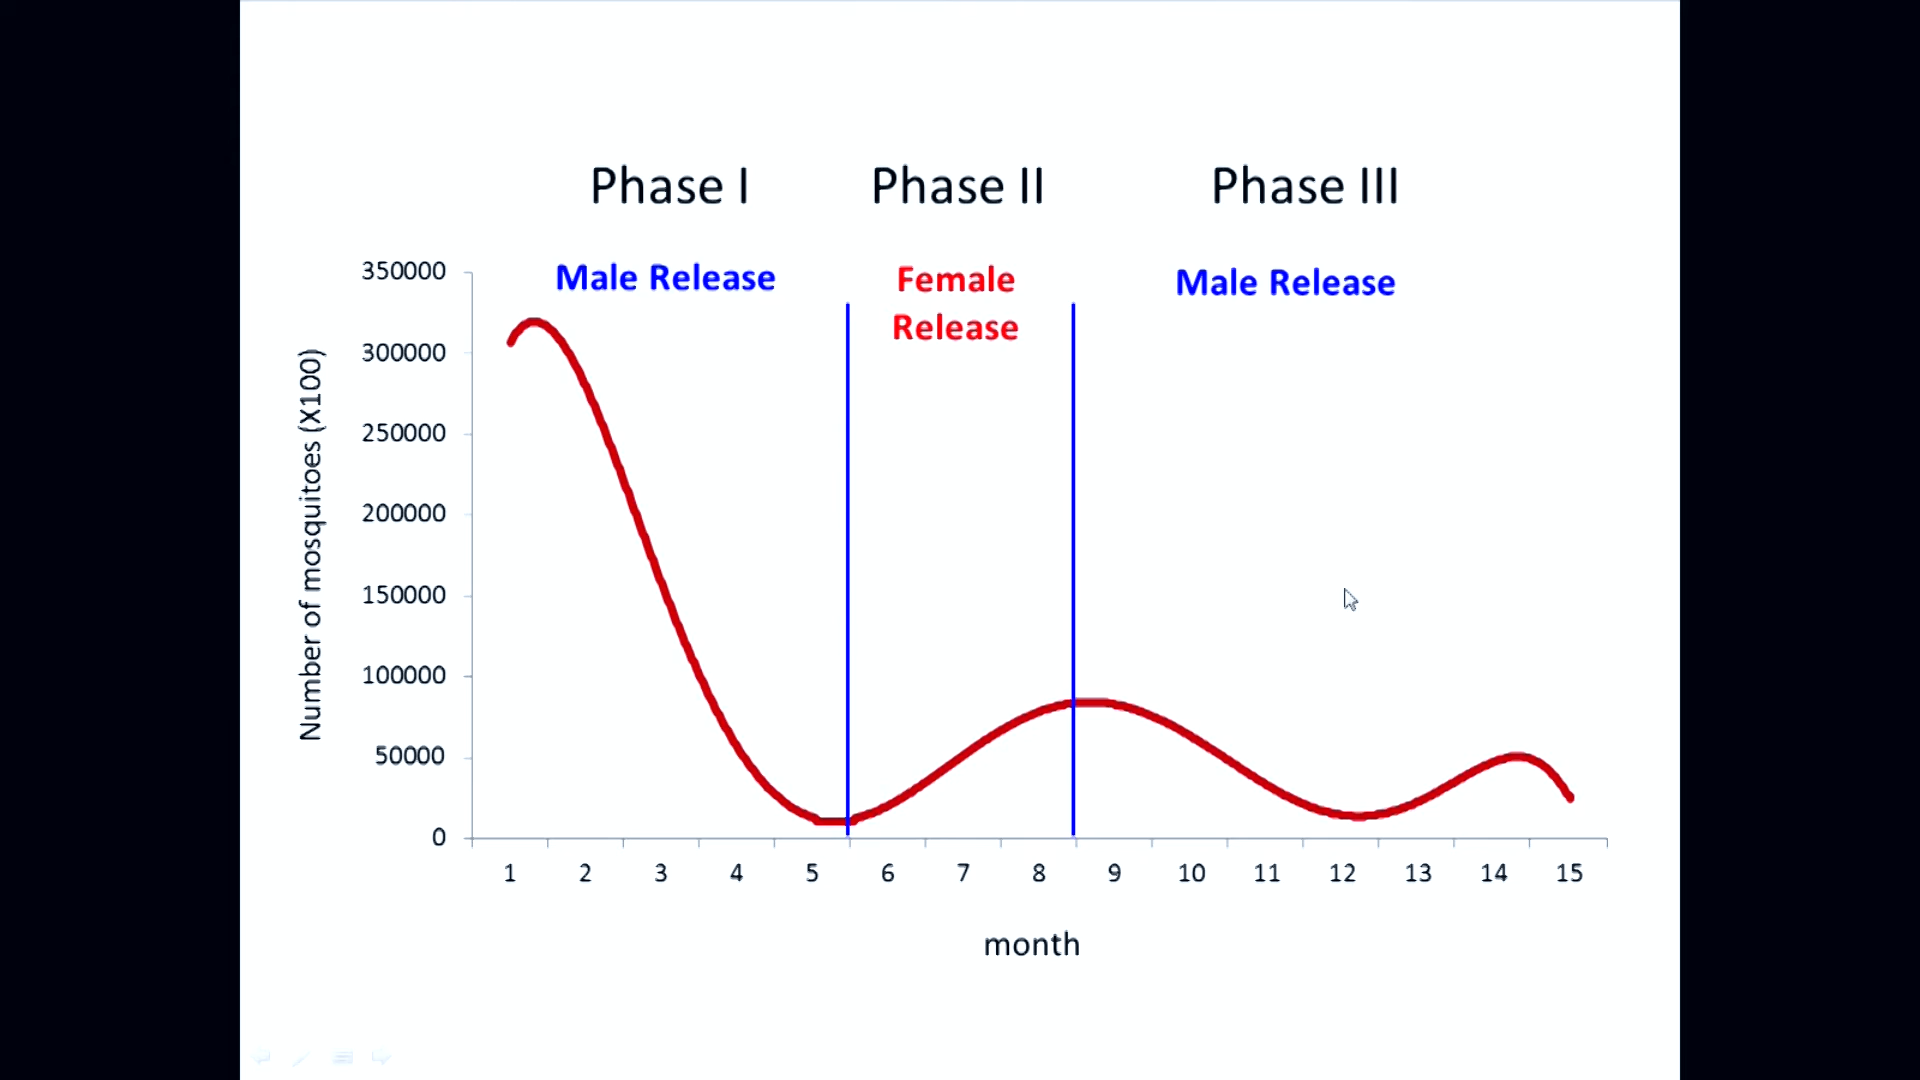 Phase I
Phase II
Phase III
Male Release
Female
Release
Male Release
Number of mosquitoes (X100)
350000
300000
250000
200000
150000
100000
50000
0
1 2 3 4 5 6 7 8 9 10 11 12 13 14 15
month